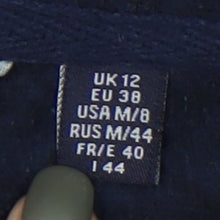 UK 12
EU 38
USA M/8
RUS M/44
FR/E 40
I 44